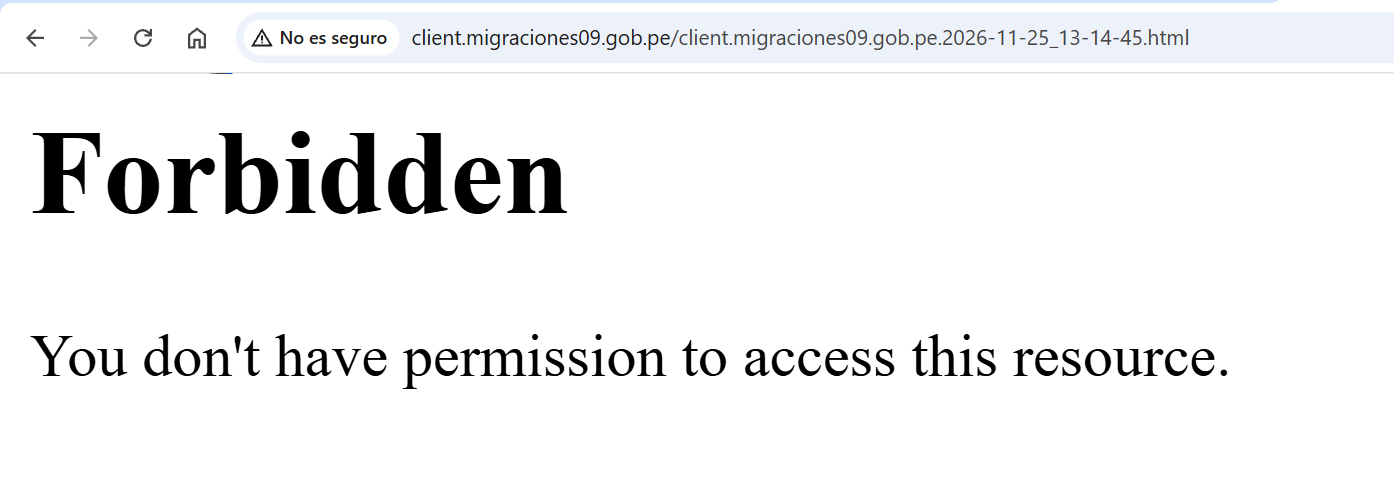 No es seguro client.migraciones09.gob.pe/client.migraciones09.gob.pe.2026-11-25_13-14-45.html
Forbidden
You don't have permission to access this resource.